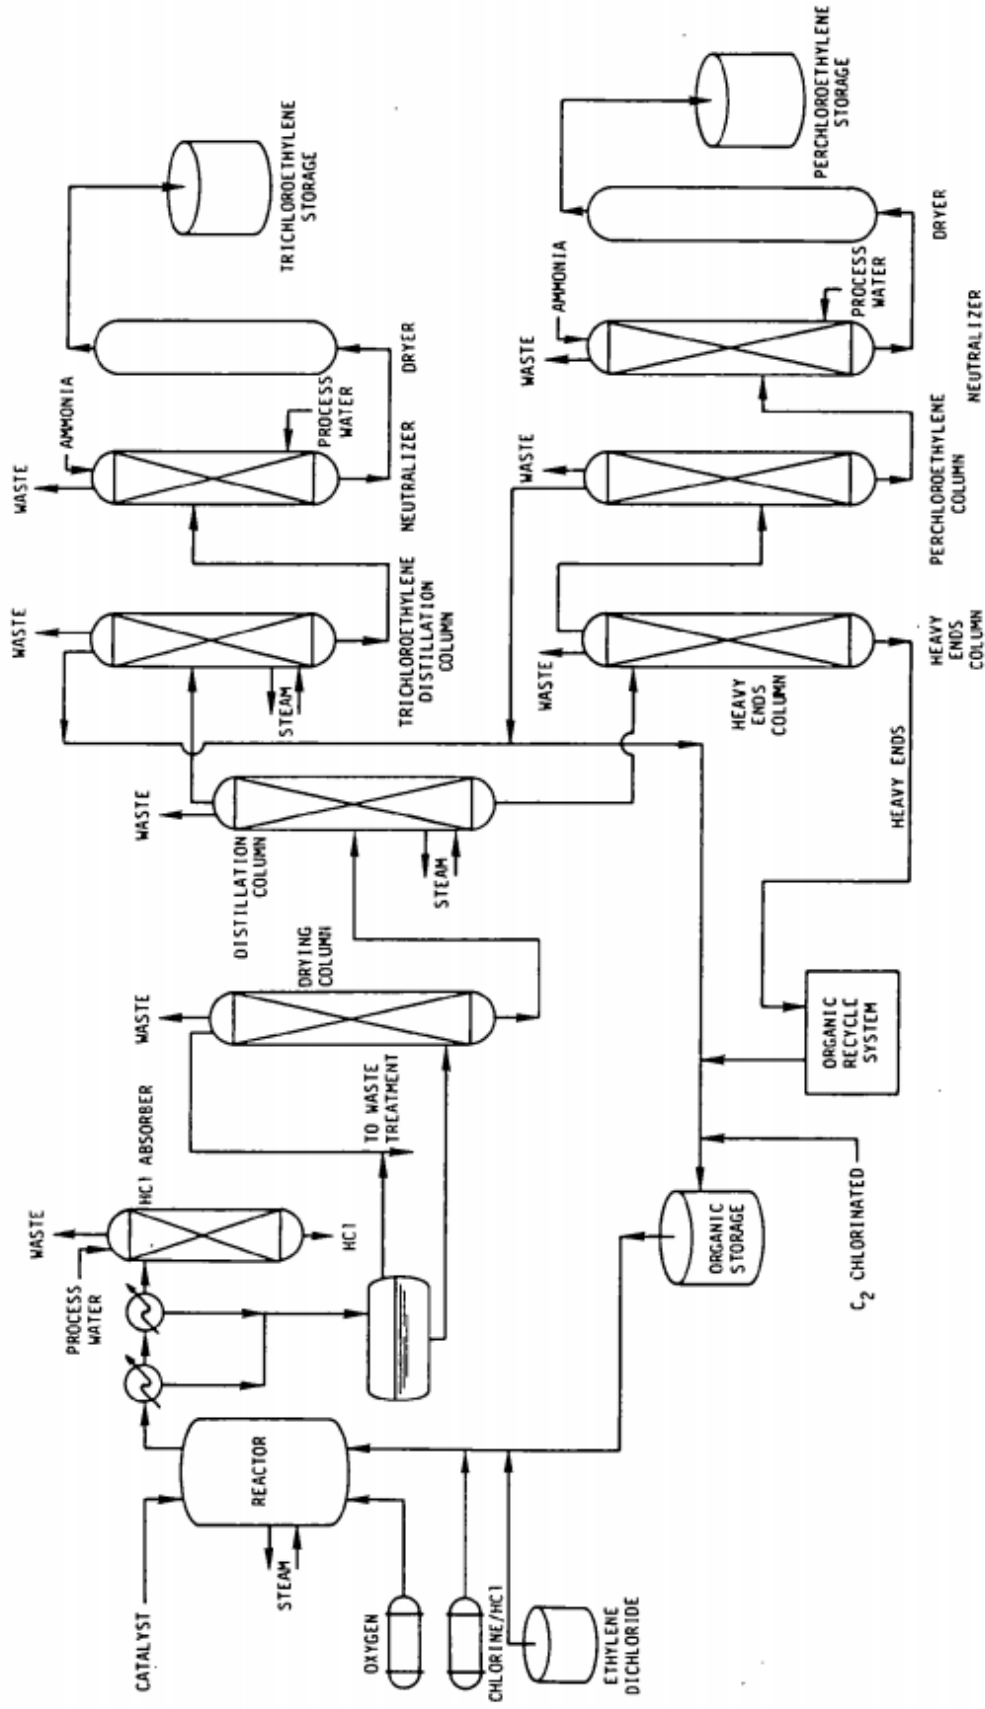 CATALYST
STEAM
REACTOR
OXYGEN
CHLORINE/HCl
ETHYLENE
DICHLORIDE
PROCESS
WATER
WASTE
HCl ABSORBER
HCl
TO WASTE
TREATMENT
WASTE
DRYING
COLUMN
WASTE
DISTILLATION
COLUMN
STEAM
WASTE
STEAM
TRICHLOROETHYLENE
DISTILLATION
COLUMN
WASTE
AMMONIA
PROCESS
WATER
NEUTRALIZER
DRYER
TRICHLOROETHYLENE
STORAGE
ORGANIC
STORAGE
C2 CHLORINATED
ORGANIC
RECYCLE
SYSTEM
HEAVY ENDS
WASTE
HEAVY
ENDS
COLUMN
HEAVY
ENDS
COLUMN
WASTE
PERCHLOROETHYLENE
COLUMN
WASTE
AMMONIA
PROCESS
WATER
NEUTRALIZER
DRYER
PERCHLOROETHYLENE
STORAGE